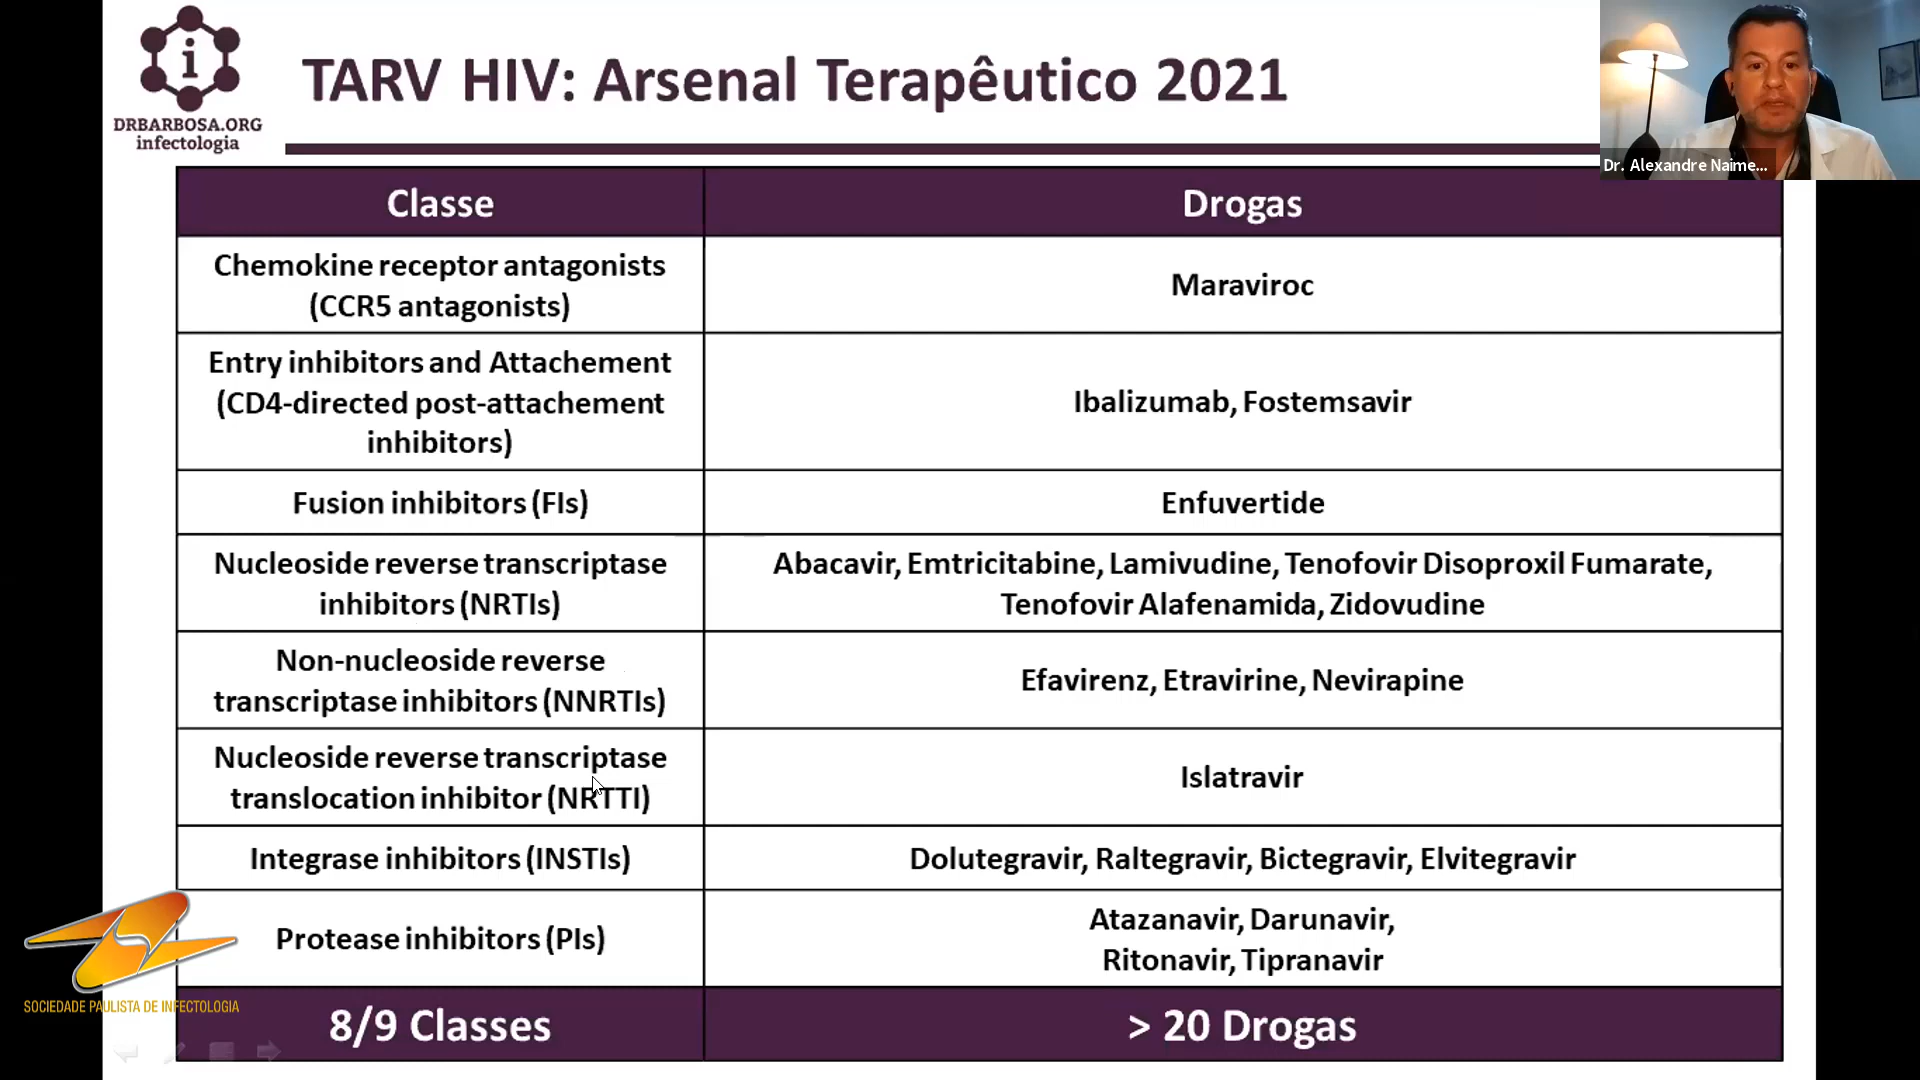 DRBARBOSA.ORG
infectologia
TARV HIV: Arsenal Terapêutico 2021
Dr. Alexandre Naime...
Classe
Drogas
Chemokine receptor antagonists
(CCR5 antagonists)
Maraviroc
Entry inhibitors and Attachement
(CD4-directed post-attachement
inhibitors)
Ibalizumab, Fostemsavir
Fusion inhibitors (FIs)
Enfuvertide
Nucleoside reverse transcriptase
inhibitors (NRTIs)
Abacavir, Emtricitabine, Lamivudine, Tenofovir Disoproxil Fumarate,
Tenofovir Alafenamida, Zidovudine
Non-nucleoside reverse
transcriptase inhibitors (NNRTIs)
Efavirenz, Etravirine, Nevirapine
Nucleoside reverse transcriptase
translocation inhibitor (NRTTI)
Islatravir
Integrase inhibitors (INSTIs)
Dolutegravir, Raltegravir, Bictegravir, Elvitegravir
Protease inhibitors (PIs)
Atazanavir, Darunavir,
Ritonavir, Tipranavir
8/9 Classes
> 20 Drogas
SOCIEDADE PAULISTA DE INFECTOLOGIA